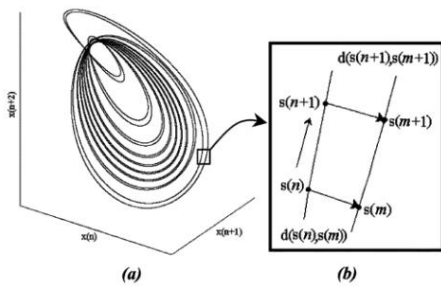 x(n+2)
x(n)
x(n+1)
(a)
d(s(n+1),s(m+1))
s(n+1)
s(m+1)
s(n)
s(m)
d(s(n),s(m))
(b)